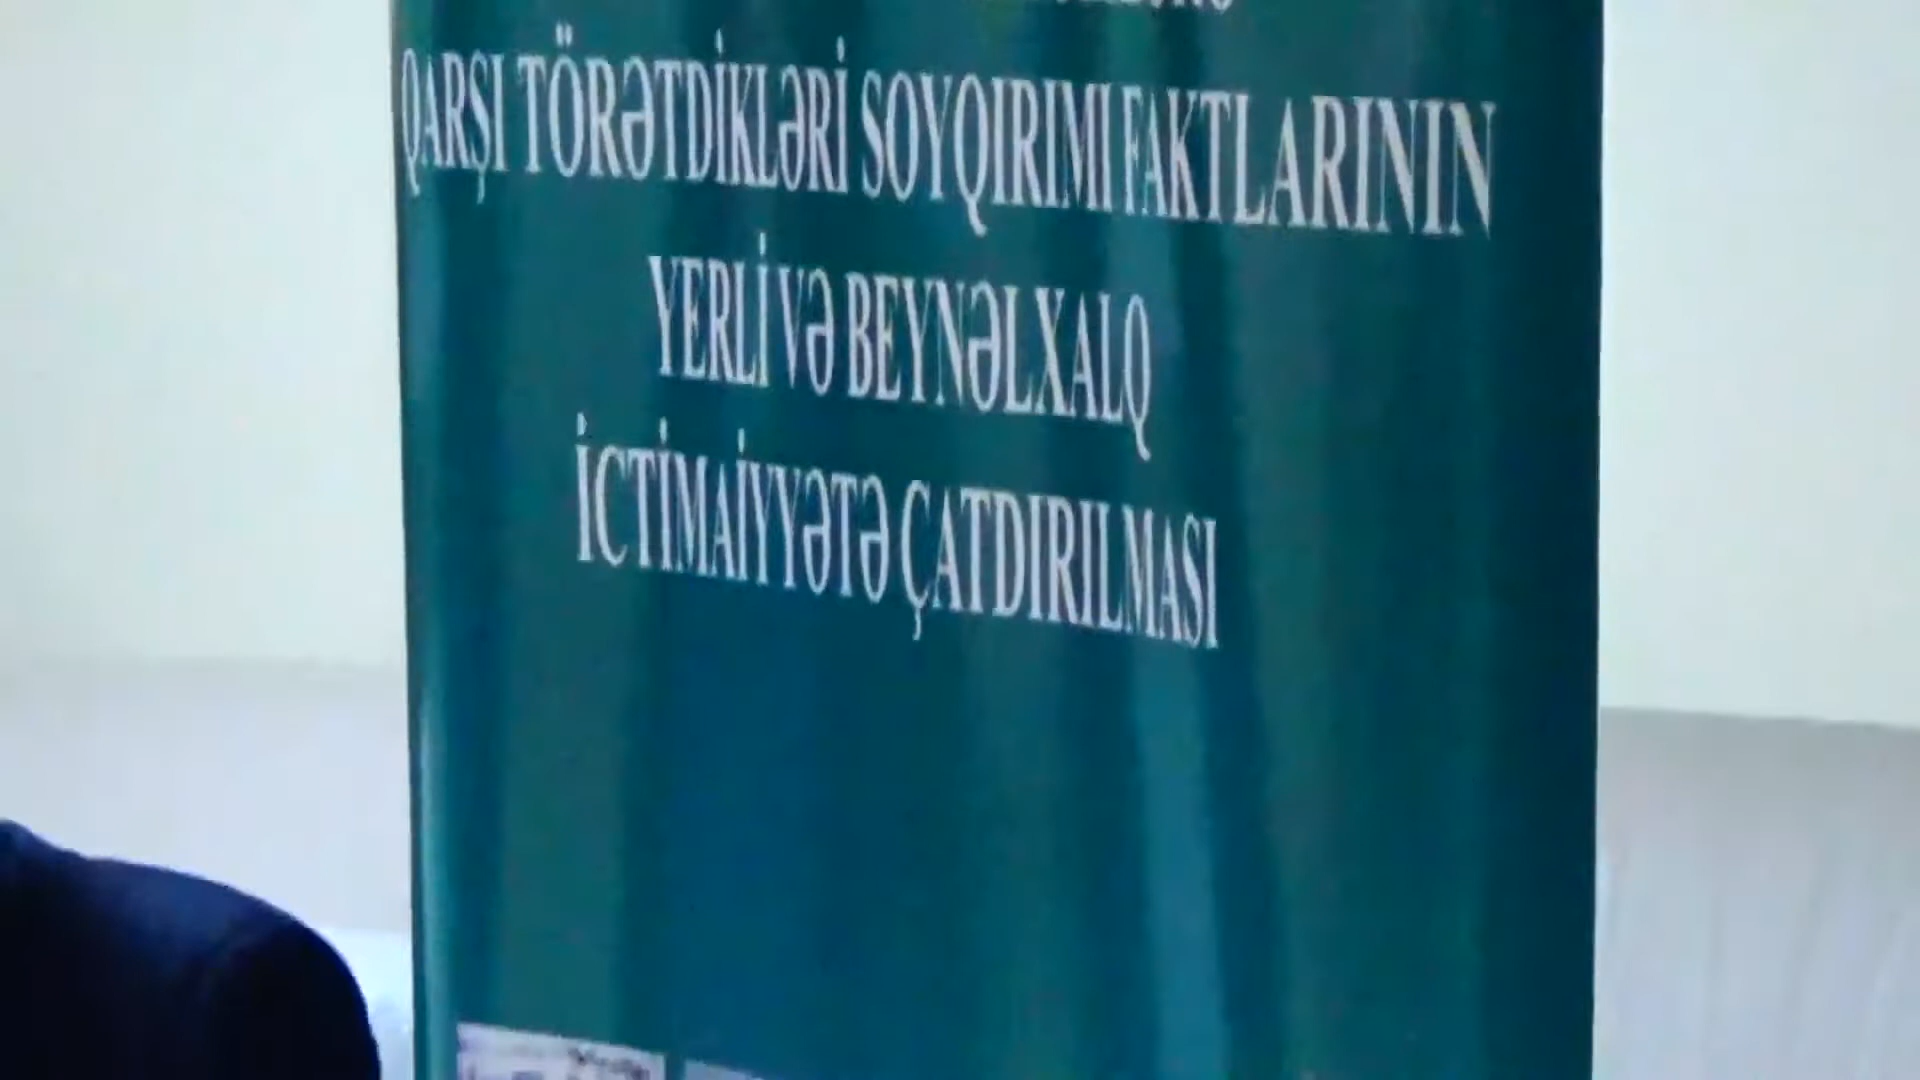 QARŞI TÖRƏTDİKLƏRİ SOYQIRIMI FAKTLARININ
YERLİ VƏ BEYNƏLXALQ
İCTİMAİYYƏTƏ ÇATDIRILMASI